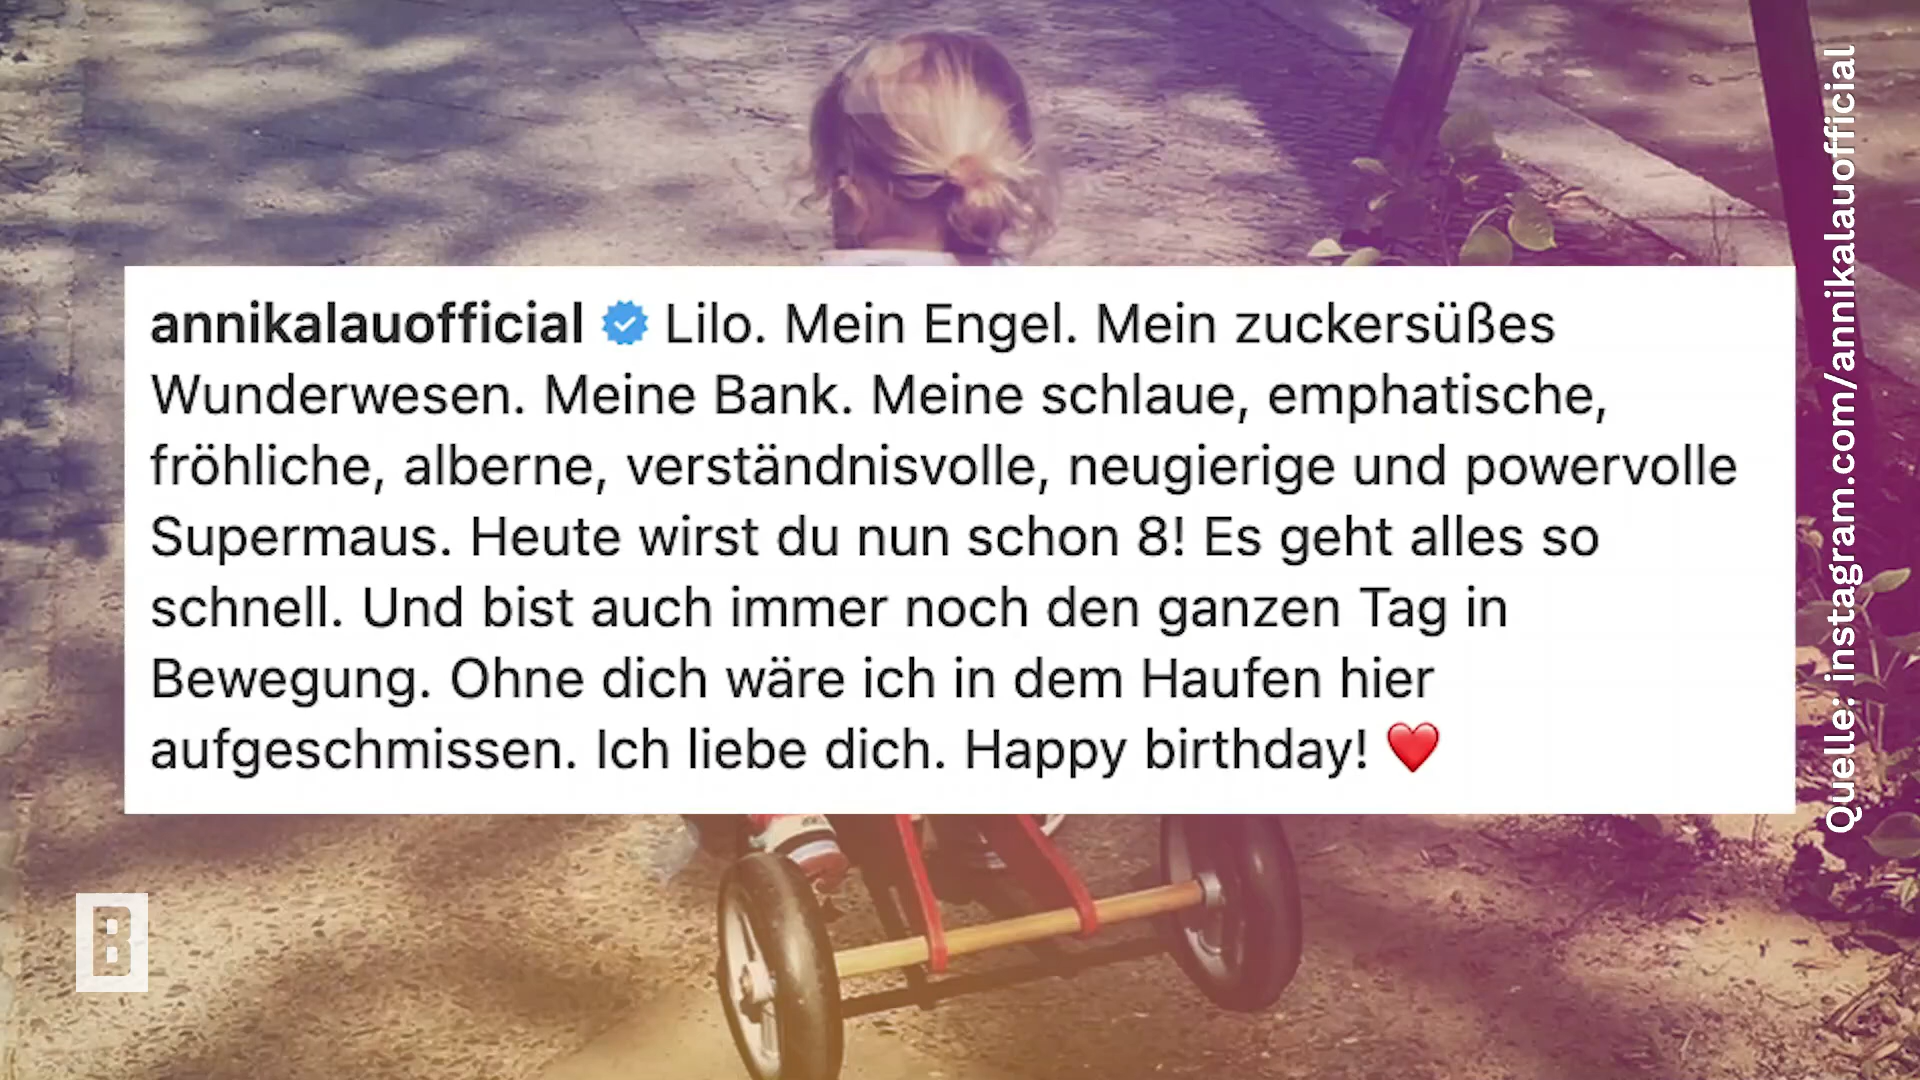 annikalauofficial Lilo. Mein Engel. Mein zuckersüßes
Wunderwesen. Meine Bank. Meine schlaue, emphatische,
fröhliche, alberne, verständnisvolle, neugierige und powervolle
Supermaus. Heute wirst du nun schon 8! Es geht alles so
schnell. Und bist auch immer noch den ganzen Tag in
Bewegung. Ohne dich wäre ich in dem Haufen hier
aufgeschmissen. Ich liebe dich. Happy birthday! ❤️
Quelle: instagram.com/annikalauofficial
B